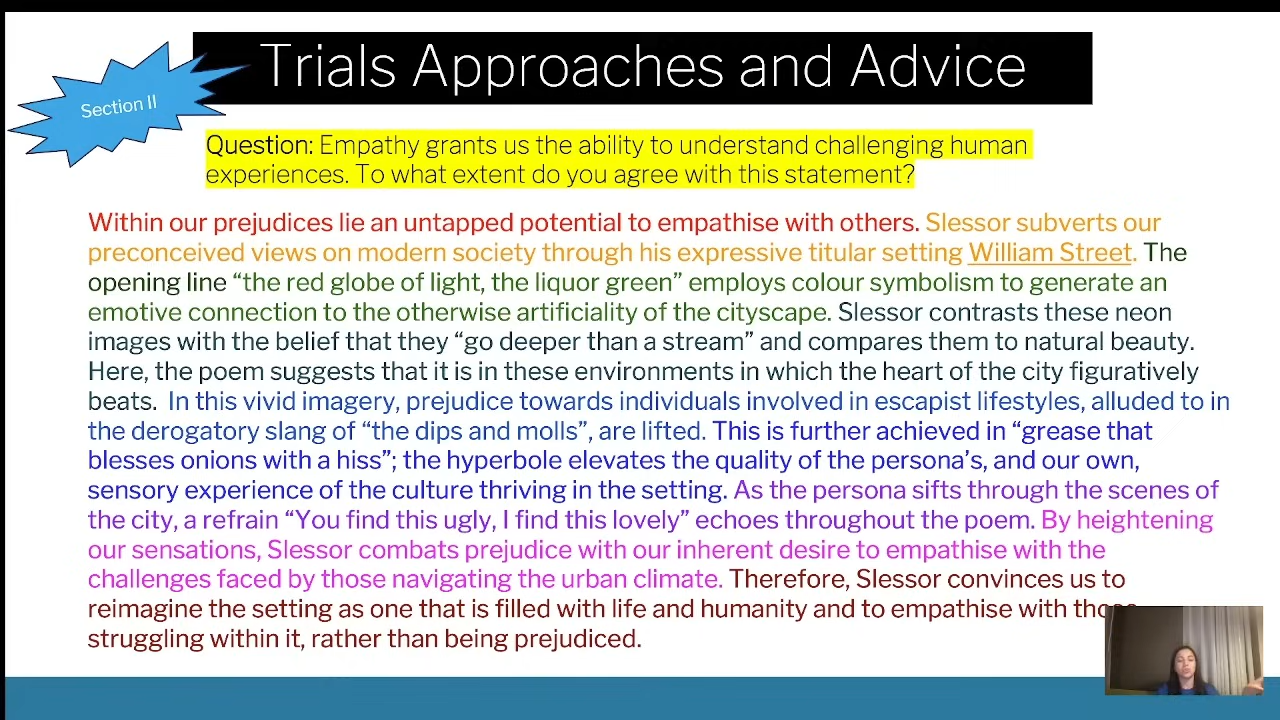 Trials Approaches and Advice
Section II
Question: Empathy grants us the ability to understand challenging human
experiences. To what extent do you agree with this statement?
Within our prejudices lie an untapped potential to empathise with others. Slessor subverts our
preconceived views on modern society through his expressive titular setting William Street. The
opening line “the red globe of light, the liquor green” employs colour symbolism to generate an
emotive connection to the otherwise artificiality of the cityscape. Slessor contrasts these neon
images with the belief that they “go deeper than a stream” and compares them to natural beauty.
Here, the poem suggests that it is in these environments in which the heart of the city figuratively
beats. In this vivid imagery, prejudice towards individuals involved in escapist lifestyles, alluded to in
the derogatory slang of “the dips and molls”, are lifted. This is further achieved in “grease that
blesses onions with a hiss”; the hyperbole elevates the quality of the persona’s, and our own,
sensory experience of the culture thriving in the setting. As the persona sifts through the scenes of
the city, a refrain “You find this ugly, I find this lovely” echoes throughout the poem. By heightening
our sensations, Slessor combats prejudice with our inherent desire to empathise with the
challenges faced by those navigating the urban climate. Therefore, Slessor convinces us to
reimagine the setting as one that is filled with life and humanity and to empathise with those
struggling within it, rather than being prejudiced.